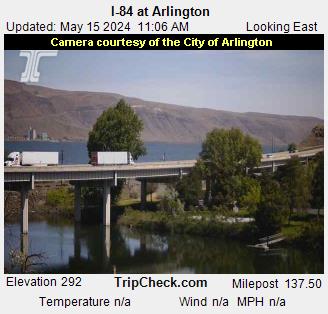 I-84 at Arlington
Updated: May 15 2024 11:06 AM Looking East
Camera courtesy of the City of Arlington
Elevation 292 TripCheck.com Milepost 137.50
Temperature n/a Wind n/a MPH n/a